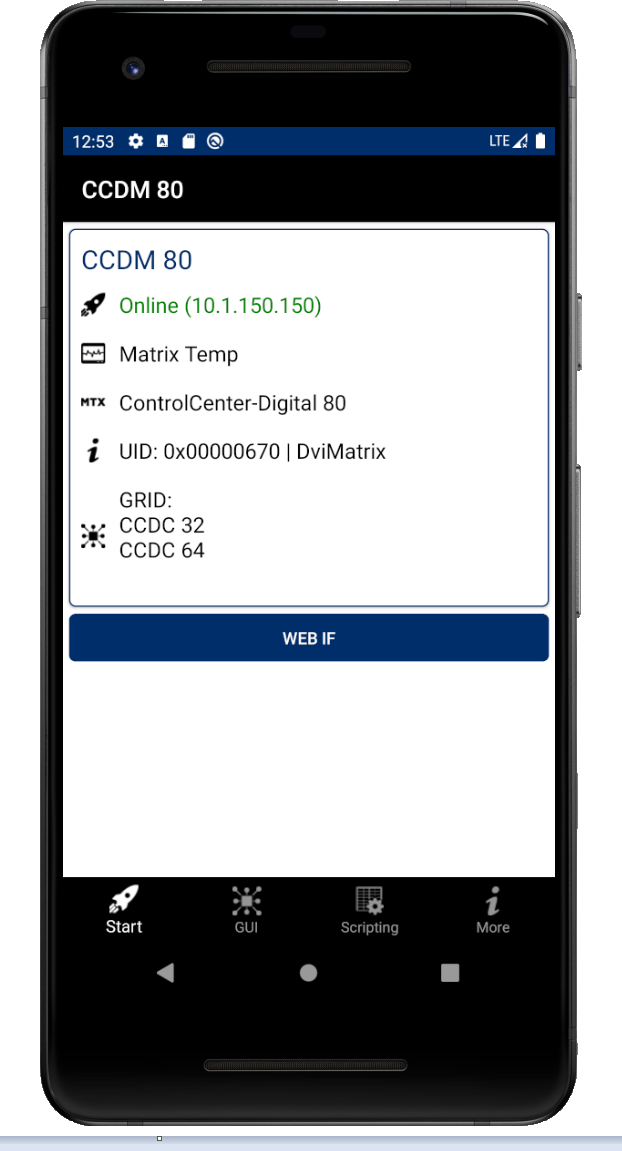 12:53 LTE
CCDM 80
CCDM 80
Online (10.1.150.150)
Matrix Temp
MTX ControlCenter-Digital 80
UID: 0x00000670 | DviMatrix
GRID:
CCDC 32
CCDC 64
WEB IF
Start GUI Scripting More